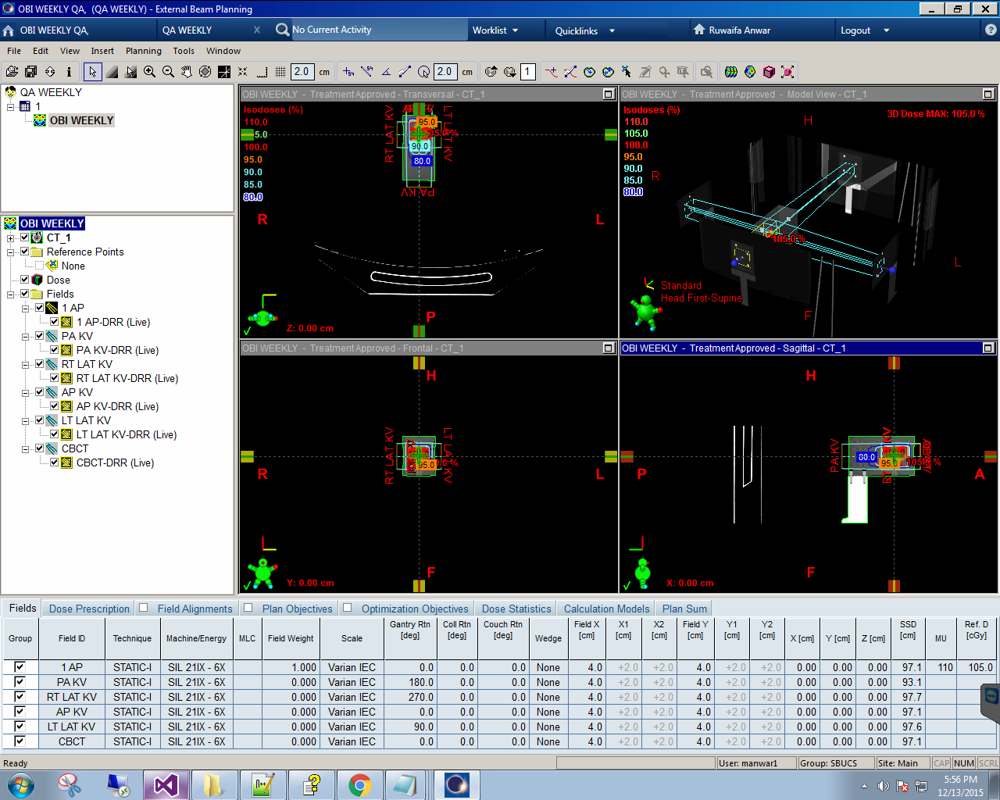 OBI WEEKLY QA,  (QA WEEKLY) - External Beam Planning
OBI WEEKLY QA,
QA WEEKLY
X
No Current Activity
Worklist
Quicklinks
Ruwaifa Anwar
Logout
File Edit View Insert Planning Tools Window
2.0 cm 2.0 cm 1
QA WEEKLY
1
OBI WEEKLY
OBI WEEKLY
CT_1
Reference Points
None
Dose
Fields
1 AP
1 AP-DRR (Live)
PA KV
PA KV-DRR (Live)
RT LAT KV
RT LAT KV-DRR (Live)
AP KV
AP KV-DRR (Live)
LT LAT KV
LT LAT KV-DRR (Live)
CBCT
CBCT-DRR (Live)
OBI WEEKLY - Treatment Approved - Transversal - CT_1
Isodoses (%)
110.0
5.0
100.0
95.0
90.0
85.0
80.0
RT LAT KV
LT LAT KV
95.0
90.0
80.0
PA KV
R
L
P
Z: 0.00 cm
OBI WEEKLY - Treatment Approved - Model View - CT_1
Isodoses (%)
110.0
105.0
100.0
95.0
90.0
85.0
80.0
3D Dose MAX: 105.0 %
H
R
L
F
105.0 %
Standard
Head First-Supine
OBI WEEKLY - Treatment Approved - Frontal - CT_1
H
RT LAT KV
LT LAT KV
95.0
R
L
F
Y: 0.00 cm
OBI WEEKLY - Treatment Approved - Sagittal - CT_1
H
PA KV
80.0
95.0
P
A
F
X: 0.00 cm
Fields
Dose Prescription
Field Alignments
Plan Objectives
Optimization Objectives
Dose Statistics
Calculation Models
Plan Sum
Group Field ID Technique Machine/Energy MLC Field Weight Scale Gantry Rtn [deg] Coll Rtn [deg] Couch Rtn [deg] Wedge Field X [cm] X1 [cm] X2 [cm] Field Y [cm] Y1 [cm] Y2 [cm] X [cm] Y [cm] Z [cm] SSD [cm] MU Ref. D [cGy]
1 AP STATIC-I SIL 21IX - 6X 1.000 Varian IEC 0.0 0.0 0.0 None 4.0 +2.0 +2.0 4.0 +2.0 +2.0 0.00 0.00 0.00 97.1 110 105.0
PA KV STATIC-I SIL 21IX - 6X 0.000 Varian IEC 180.0 0.0 0.0 None 4.0 +2.0 +2.0 4.0 +2.0 +2.0 0.00 0.00 0.00 93.1
RT LAT KV STATIC-I SIL 21IX - 6X 0.000 Varian IEC 270.0 0.0 0.0 None 4.0 +2.0 +2.0 4.0 +2.0 +2.0 0.00 0.00 0.00 97.7
AP KV STATIC-I SIL 21IX - 6X 0.000 Varian IEC 0.0 0.0 0.0 None 4.0 +2.0 +2.0 4.0 +2.0 +2.0 0.00 0.00 0.00 97.1
LT LAT KV STATIC-I SIL 21IX - 6X 0.000 Varian IEC 90.0 0.0 0.0 None 4.0 +2.0 +2.0 4.0 +2.0 +2.0 0.00 0.00 0.00 97.6
CBCT STATIC-I SIL 21IX - 6X 0.000 Varian IEC 0.0 0.0 0.0 None 4.0 +2.0 +2.0 4.0 +2.0 +2.0 0.00 0.00 0.00 97.1
Ready
User: manwar1
Group: SBUCS
Site: Main
CAP NUM SCRL
5:56 PM
12/13/2015